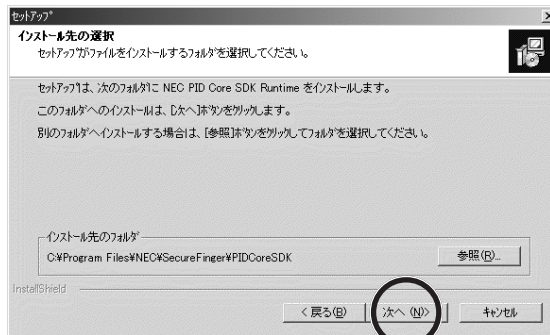 セットアップ
インストール先の選択
セットアップがファイルをインストールするフォルダを選択してください。
セットアップは、次のフォルダに NEC PID Core SDK Runtime をインストールします。
このフォルダへのインストールは、[次へ]ボタンをクリックします。
別のフォルダへインストールする場合は、[参照]ボタンをクリックしてフォルダを選択してください。
インストール先のフォルダ
C:¥Program Files¥NEC¥SecureFinger¥PIDCoreSDK
参照(R)...
InstallShield
< 戻る(B)
次へ (N)>
キャンセル